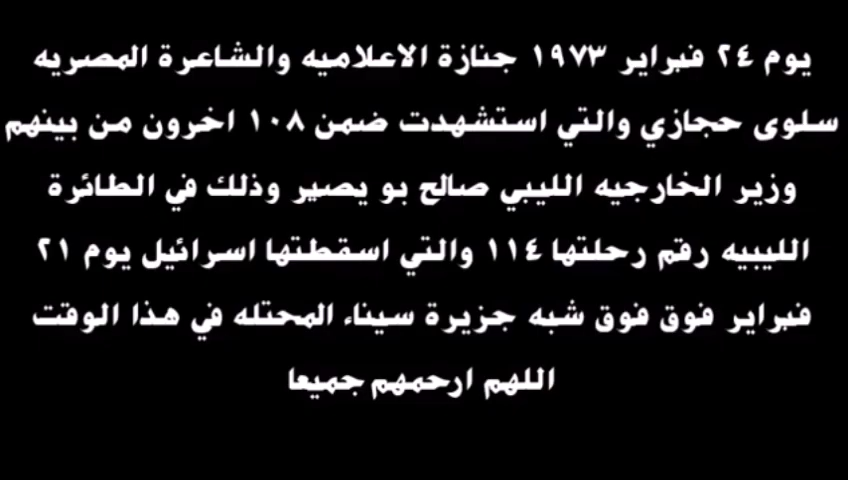 يوم ٢٤ فبراير ١٩٧٣ جنازة الاعلاميه والشاعرة المصريه
سلوى حجازي والتي استشهدت ضمن ١٠٨ اخرون من بينهم
وزير الخارجيه الليبي صالح بو يصير وذلك في الطائرة
الليبيه رقم رحلتها ١١٤ والتي اسقطتها اسرائيل يوم ٢١
فبراير فوق فوق شبه جزيرة سيناء المحتله في هذا الوقت
اللهم ارحمهم جميعا